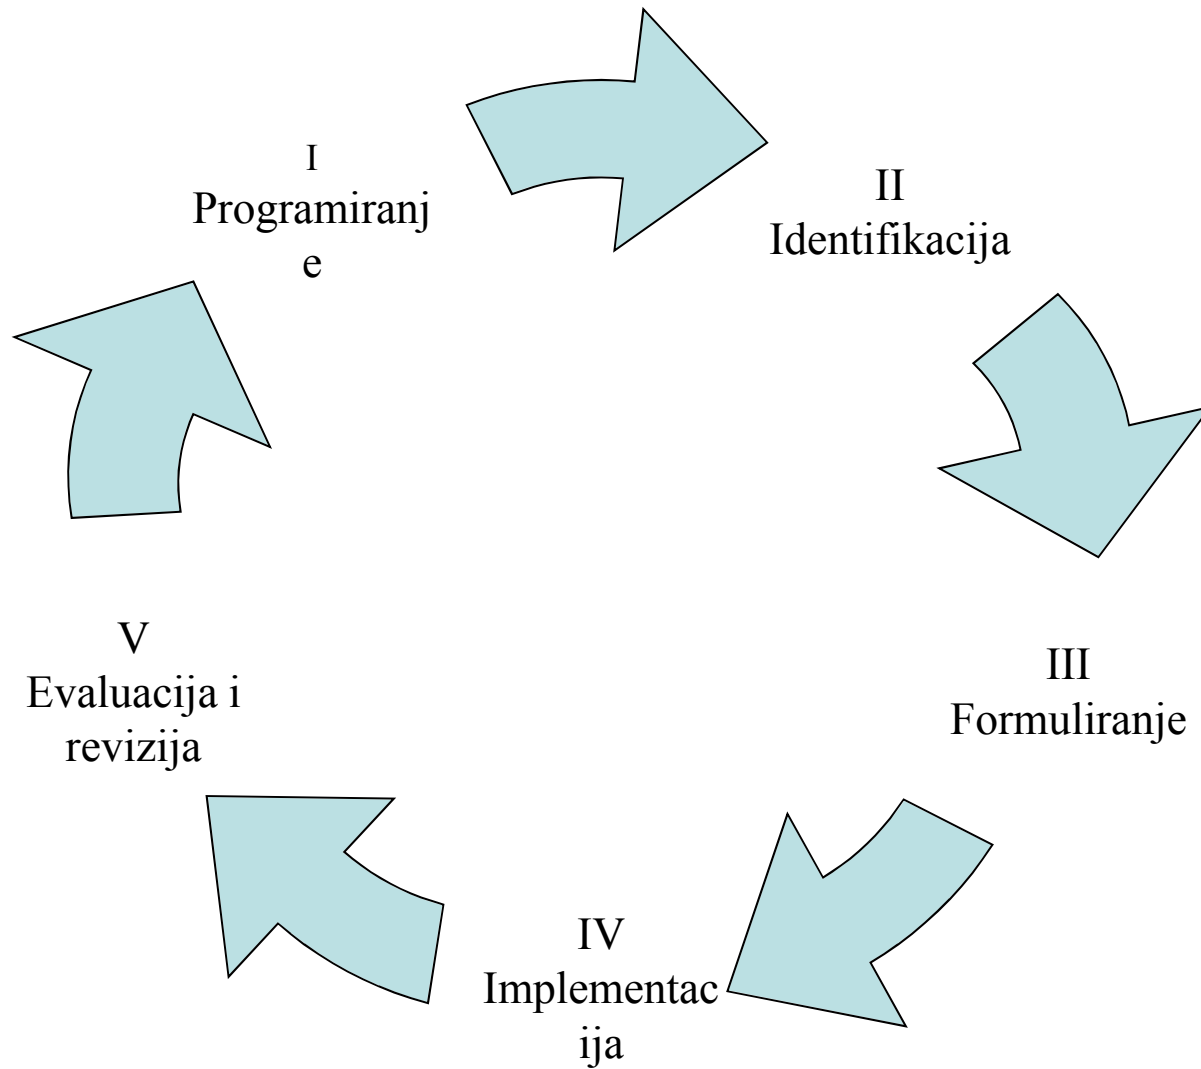 I
Programiranj
e
II
Identifikacija
III
Formuliranje
IV
Implementac
ija
V
Evaluacija i
revizija